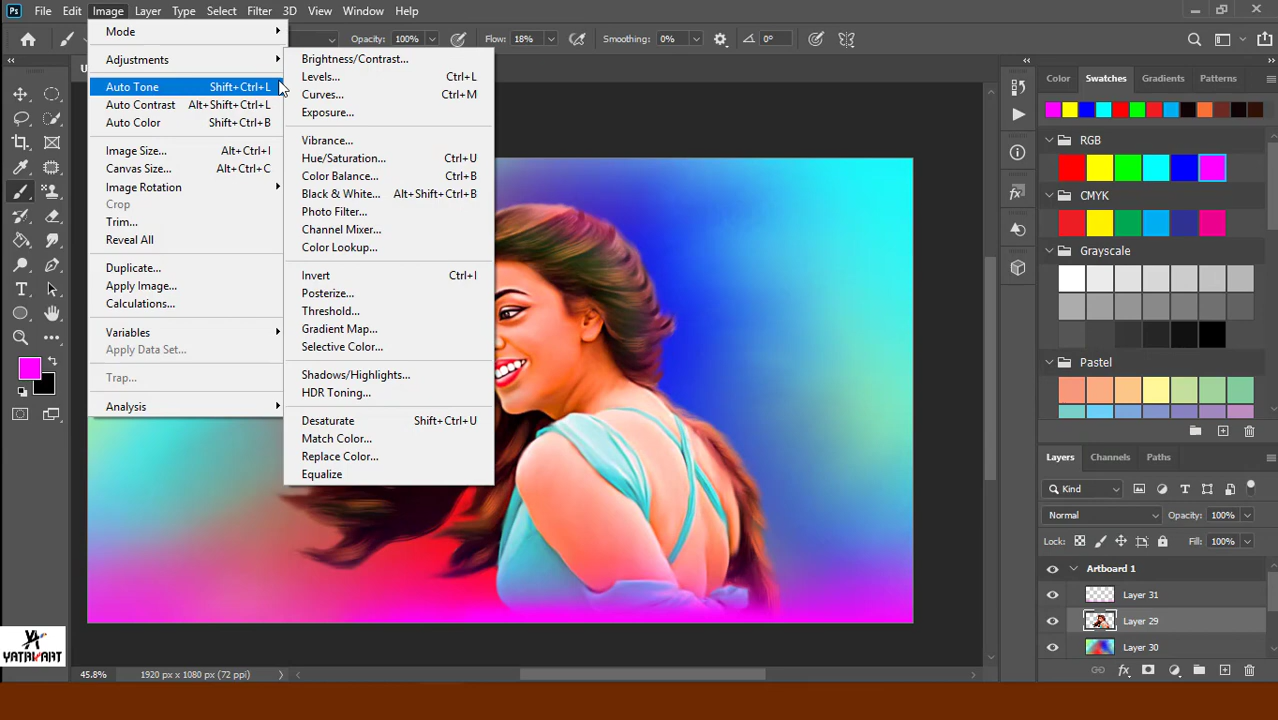 Ps File Edit Image Layer Type Select Filter 3D View Window Help
Opacity: 100% Flow: 18% Smoothing: 0% 0°
Mode
Adjustments
Auto Tone Shift+Ctrl+L
Auto Contrast Alt+Shift+Ctrl+L
Auto Color Shift+Ctrl+B
Image Size... Alt+Ctrl+I
Canvas Size... Alt+Ctrl+C
Image Rotation
Crop
Trim...
Reveal All
Duplicate...
Apply Image...
Calculations...
Variables
Apply Data Set...
Trap...
Analysis
Brightness/Contrast...
Levels... Ctrl+L
Curves... Ctrl+M
Exposure...
Vibrance...
Hue/Saturation... Ctrl+U
Color Balance... Ctrl+B
Black & White... Alt+Shift+Ctrl+B
Photo Filter...
Channel Mixer...
Color Lookup...
Invert Ctrl+I
Posterize...
Threshold...
Gradient Map...
Selective Color...
Shadows/Highlights...
HDR Toning...
Desaturate Shift+Ctrl+U
Match Color...
Replace Color...
Equalize
Color Swatches Gradients Patterns
RGB
CMYK
Grayscale
Pastel
Layers Channels Paths
Kind
Normal Opacity: 100%
Lock: Fill: 100%
Artboard 1
Layer 31
Layer 29
Layer 30
YATRIKART
45.8% 1920 px x 1080 px (72 ppi)